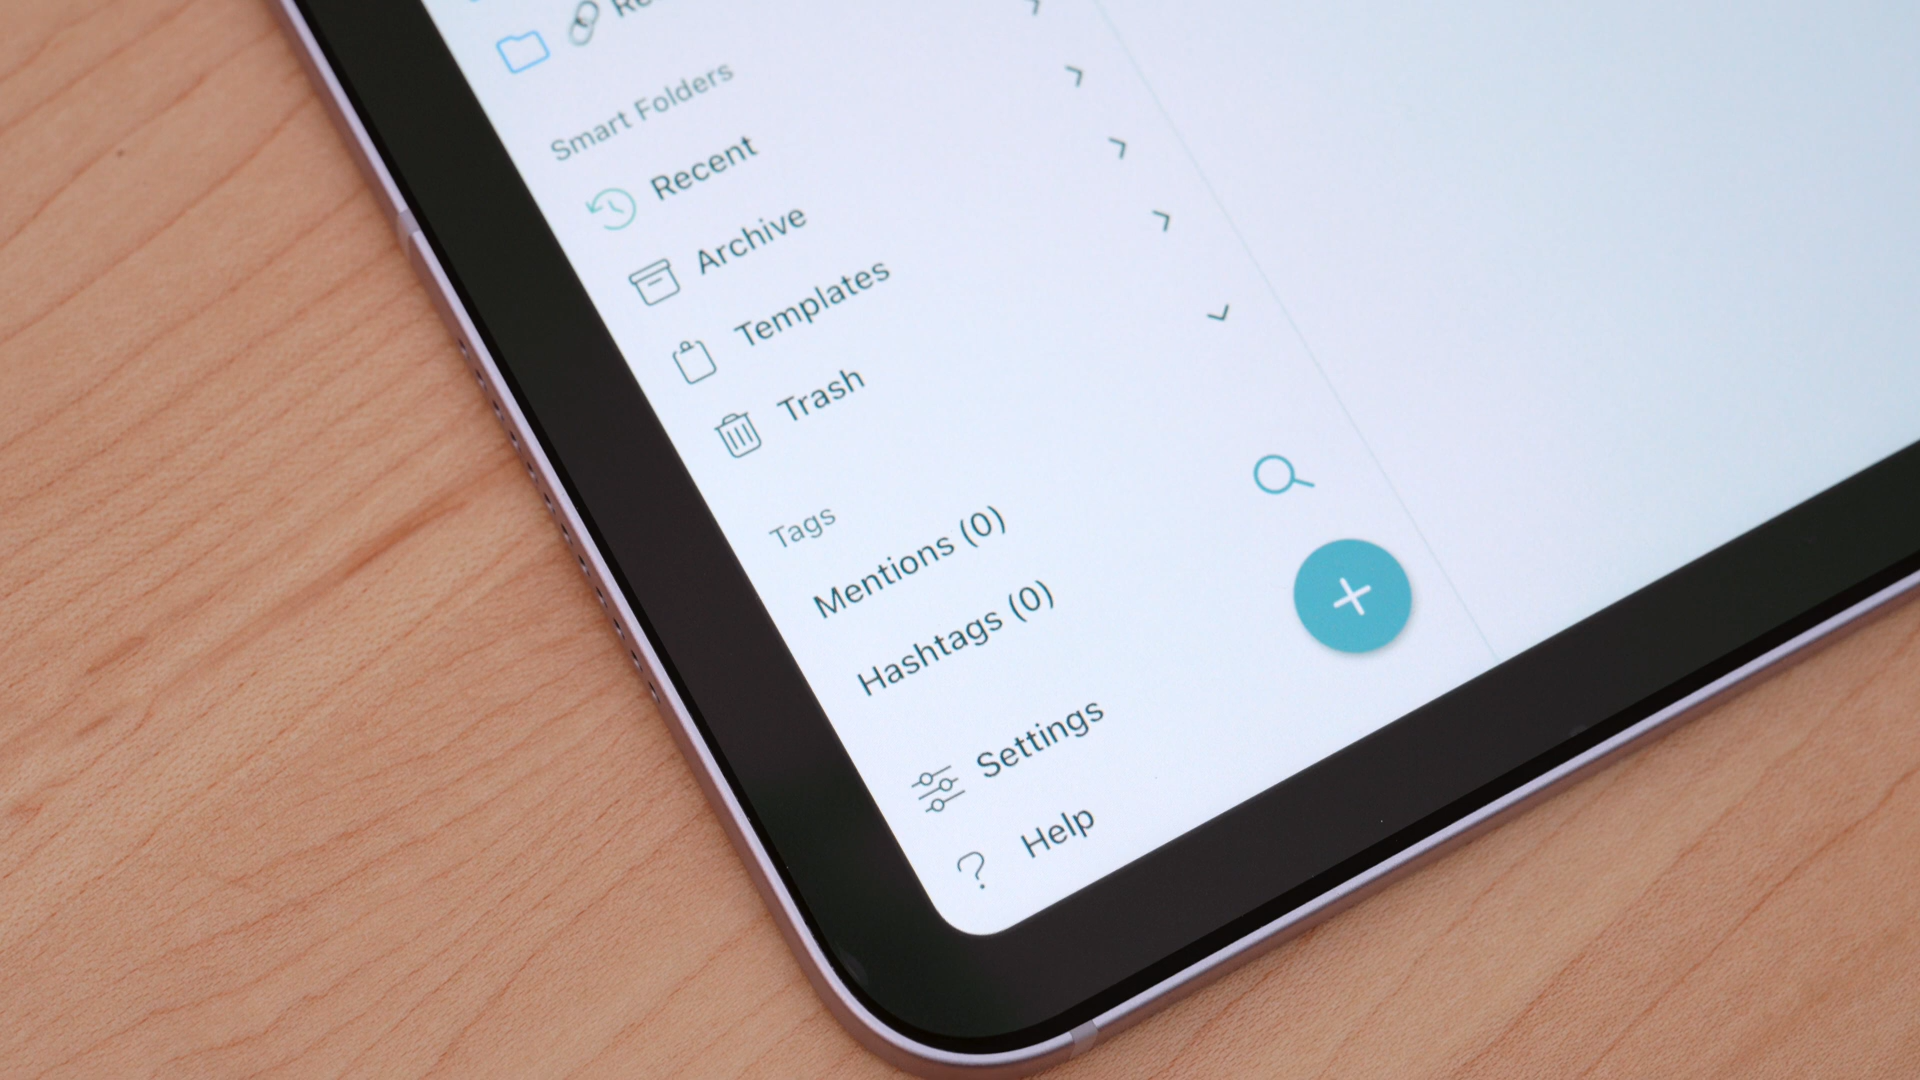 Smart Folders
Recent
Archive
Templates
Trash
Tags
Mentions (0)
Hashtags (0)
Settings
Help